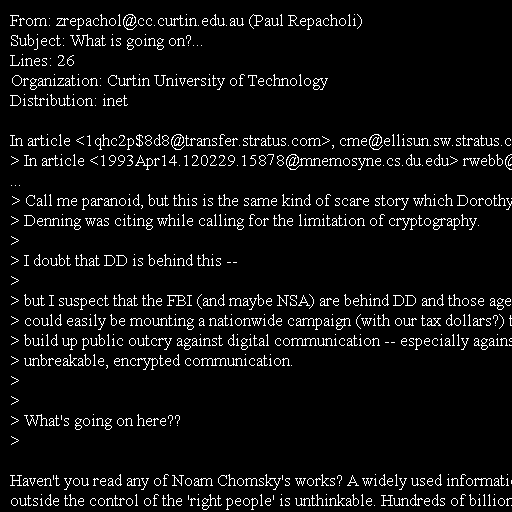 From: zrepachol@cc.curtin.edu.au (Paul Repacholi)
Subject: What is going on?...
Lines: 26
Organization: Curtin University of Technology
Distribution: inet
In article <1qhc2p$8d8@transfer.stratus.com>, cme@ellisun.sw.stratus.c
> In article <1993Apr14.120229.15878@mnemosyne.cs.du.edu> rwebb@
...
> Call me paranoid, but this is the same kind of scare story which Dorothy
> Denning was citing while calling for the limitation of cryptography.
>
> I doubt that DD is behind this --
>
> but I suspect that the FBI (and maybe NSA) are behind DD and those age
> could easily be mounting a nationwide campaign (with our tax dollars?) t
> build up public outcry against digital communication -- especially agains
> unbreakable, encrypted communication.
>
>
> What's going on here??
>
Haven't you read any of Noam Chomsky's works? A widely used informati
outside the control of the 'right people' is unthinkable. Hundreds of billion